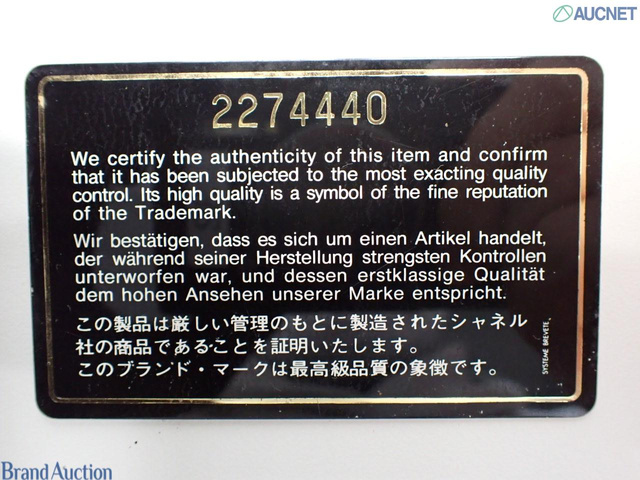 AUCNET
2274440
We certify the authenticity of this item and confirm
that it has been subjected to the most exacting quality
control. Its high quality is a symbol of the fine reputation
of the Trademark.
Wir bestätigen, dass es sich um einen Artikel handelt,
der während seiner Herstellung strengsten Kontrollen
unterworfen war, und dessen erstklassige Qualität
dem hohen Ansehen unserer Marke entspricht.
この製品は厳しい管理のもとに製造されたシャネル
社の商品であることを証明いたします。
このブランド・マークは最高級品質の象徴です。
SYSTEME BREVETE.
Brand Auction